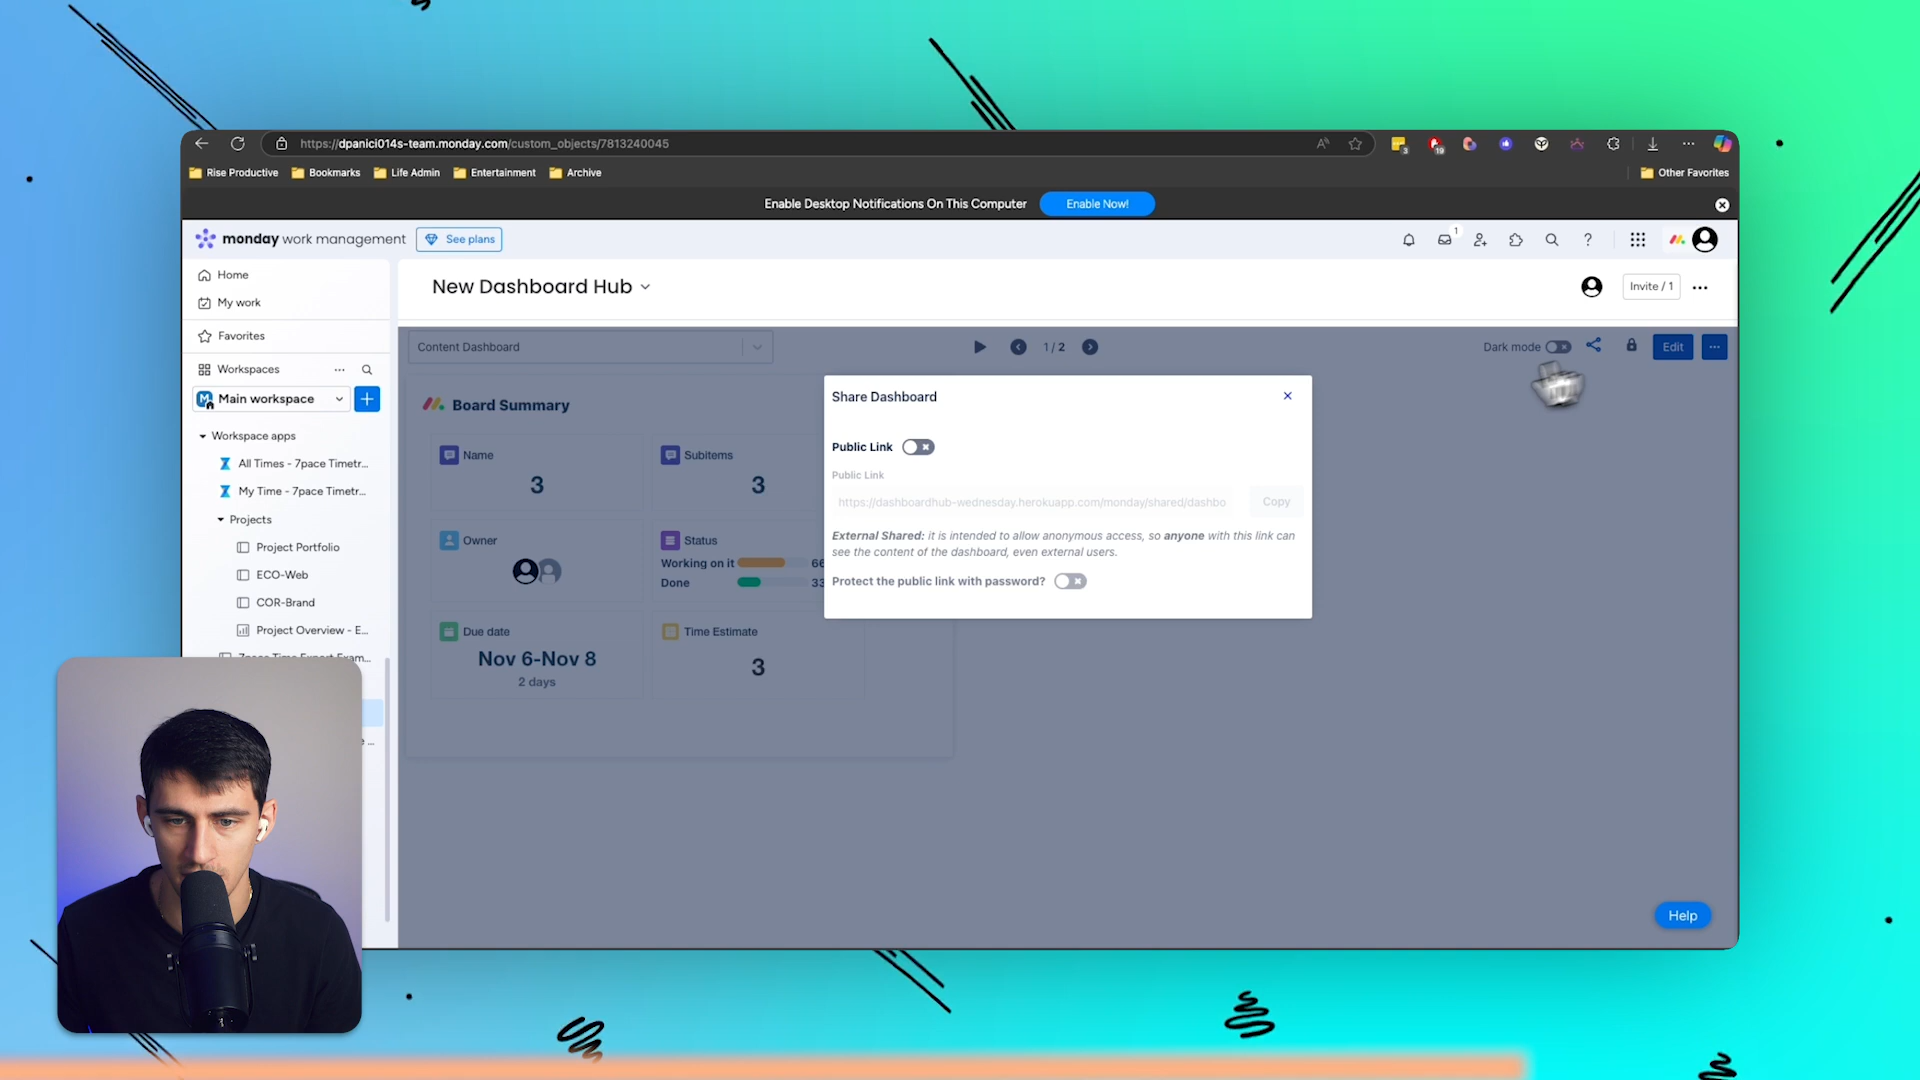 https://dpanici014s-team.monday.com/custom_objects/7813240045
3
19
Rise Productive
Bookmarks
Life Admin
Entertainment
Archive
Other Favorites
Enable Desktop Notifications On This Computer
Enable Now!
monday work management
See plans
1
Home
My work
Favorites
Workspaces
M
Main workspace
Workspace apps
All Times - 7pace Timetr...
My Time - 7pace Timetr...
Projects
Project Portfolio
ECO-Web
COR-Brand
Project Overview - E...
New Dashboard Hub
Invite / 1
Content Dashboard
1 / 2
Dark mode
Edit
Board Summary
Name
3
Subitems
3
Owner
Status
Working on it
66
Done
33
Due date
Nov 6-Nov 8
2 days
Time Estimate
3
Share Dashboard
Public Link
Public Link
https://dashboardhub-wednesday.herokuapp.com/monday/shared/dashbo
Copy
External Shared: it is intended to allow anonymous access, so anyone with this link can
see the content of the dashboard, even external users.
Protect the public link with password?
Help